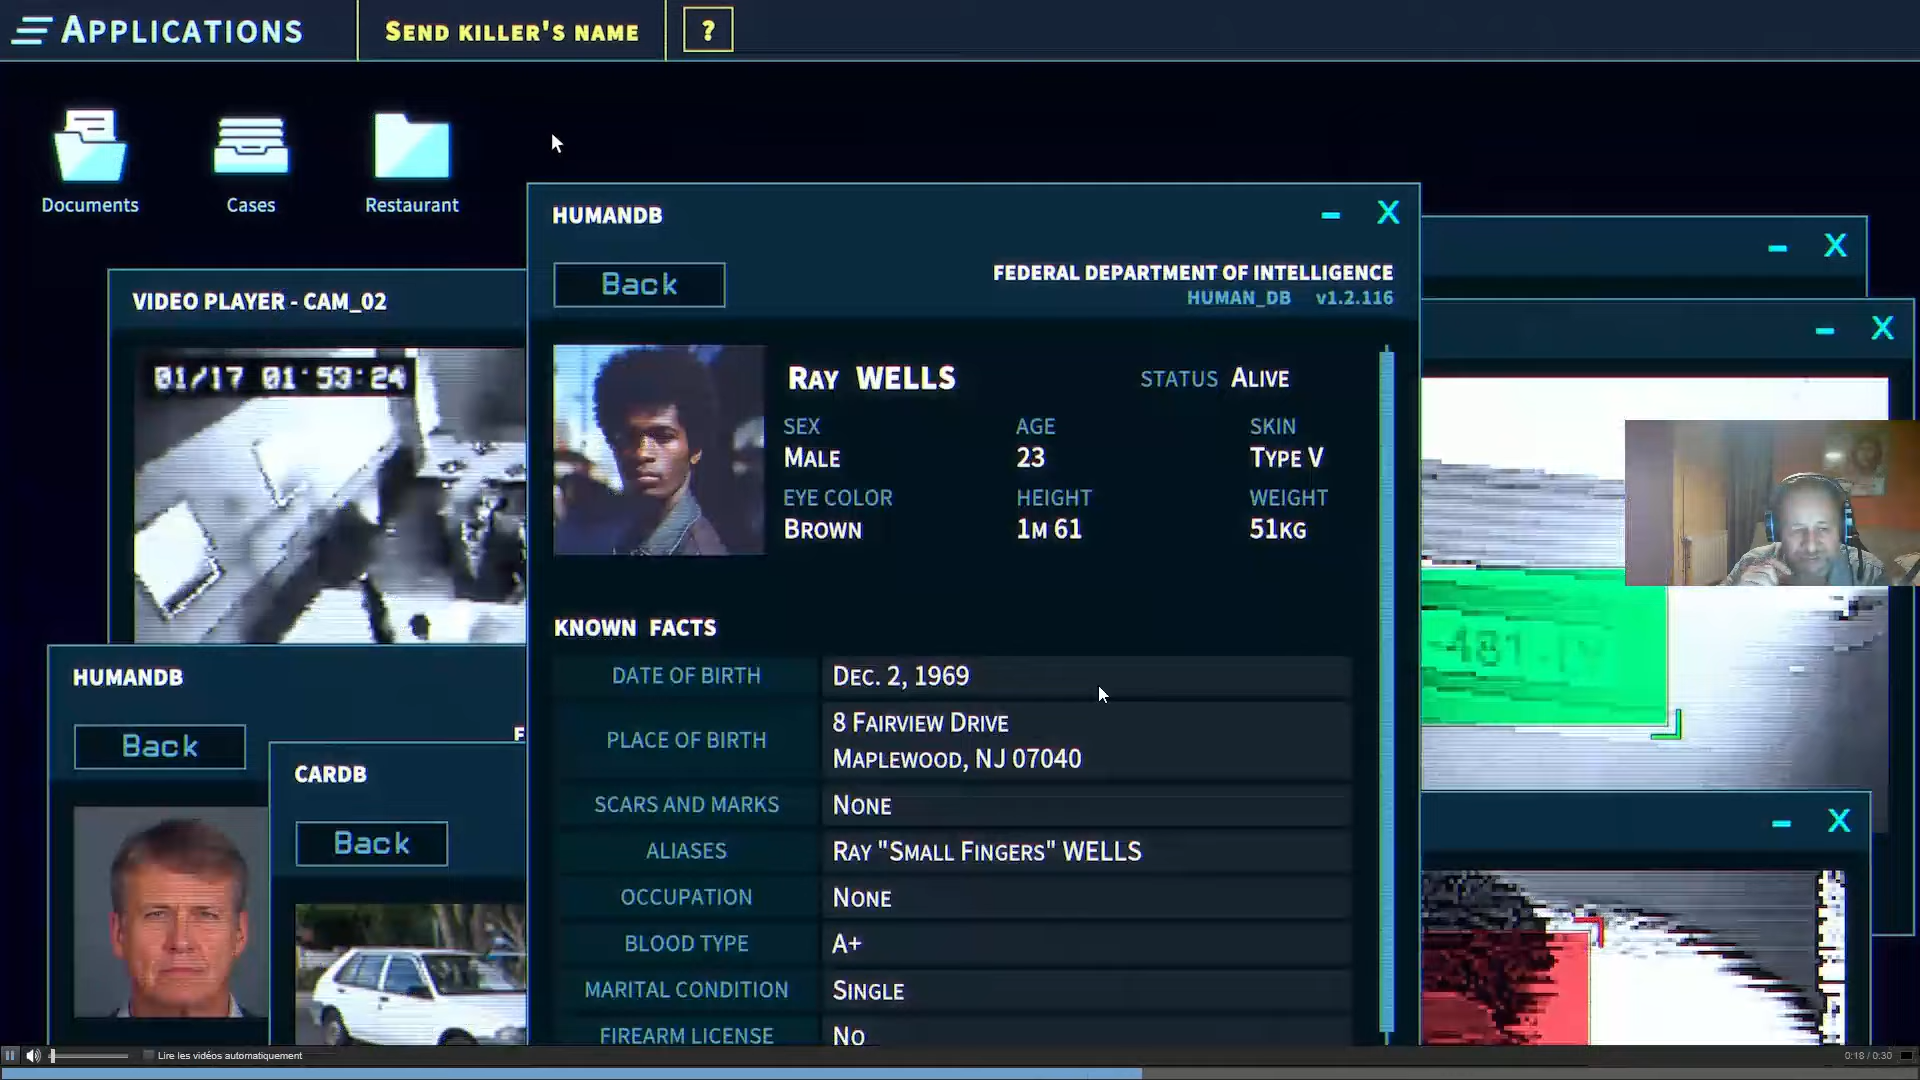 APPLICATIONS
SEND KILLER'S NAME
?
Documents
Cases
Restaurant
HUMANDB
X
Back
FEDERAL DEPARTMENT OF INTELLIGENCE
HUMAN_DB v1.2.116
X
X
VIDEO PLAYER - CAM_02
01/17 01:53:24
RAY WELLS
STATUS ALIVE
SEX
AGE
SKIN
MALE
23
TYPE V
EYE COLOR
HEIGHT
WEIGHT
BROWN
1M 61
51KG
KNOWN FACTS
DATE OF BIRTH
DEC. 2, 1969
PLACE OF BIRTH
8 FAIRVIEW DRIVE
MAPLEWOOD, NJ 07040
SCARS AND MARKS
NONE
ALIASES
RAY "SMALL FINGERS" WELLS
OCCUPATION
NONE
BLOOD TYPE
A+
MARITAL CONDITION
SINGLE
FIREARM LICENSE
NO
HUMANDB
Back
F
CARDB
Back
X
Lire les vidéos automatiquement
0:18 / 0:30